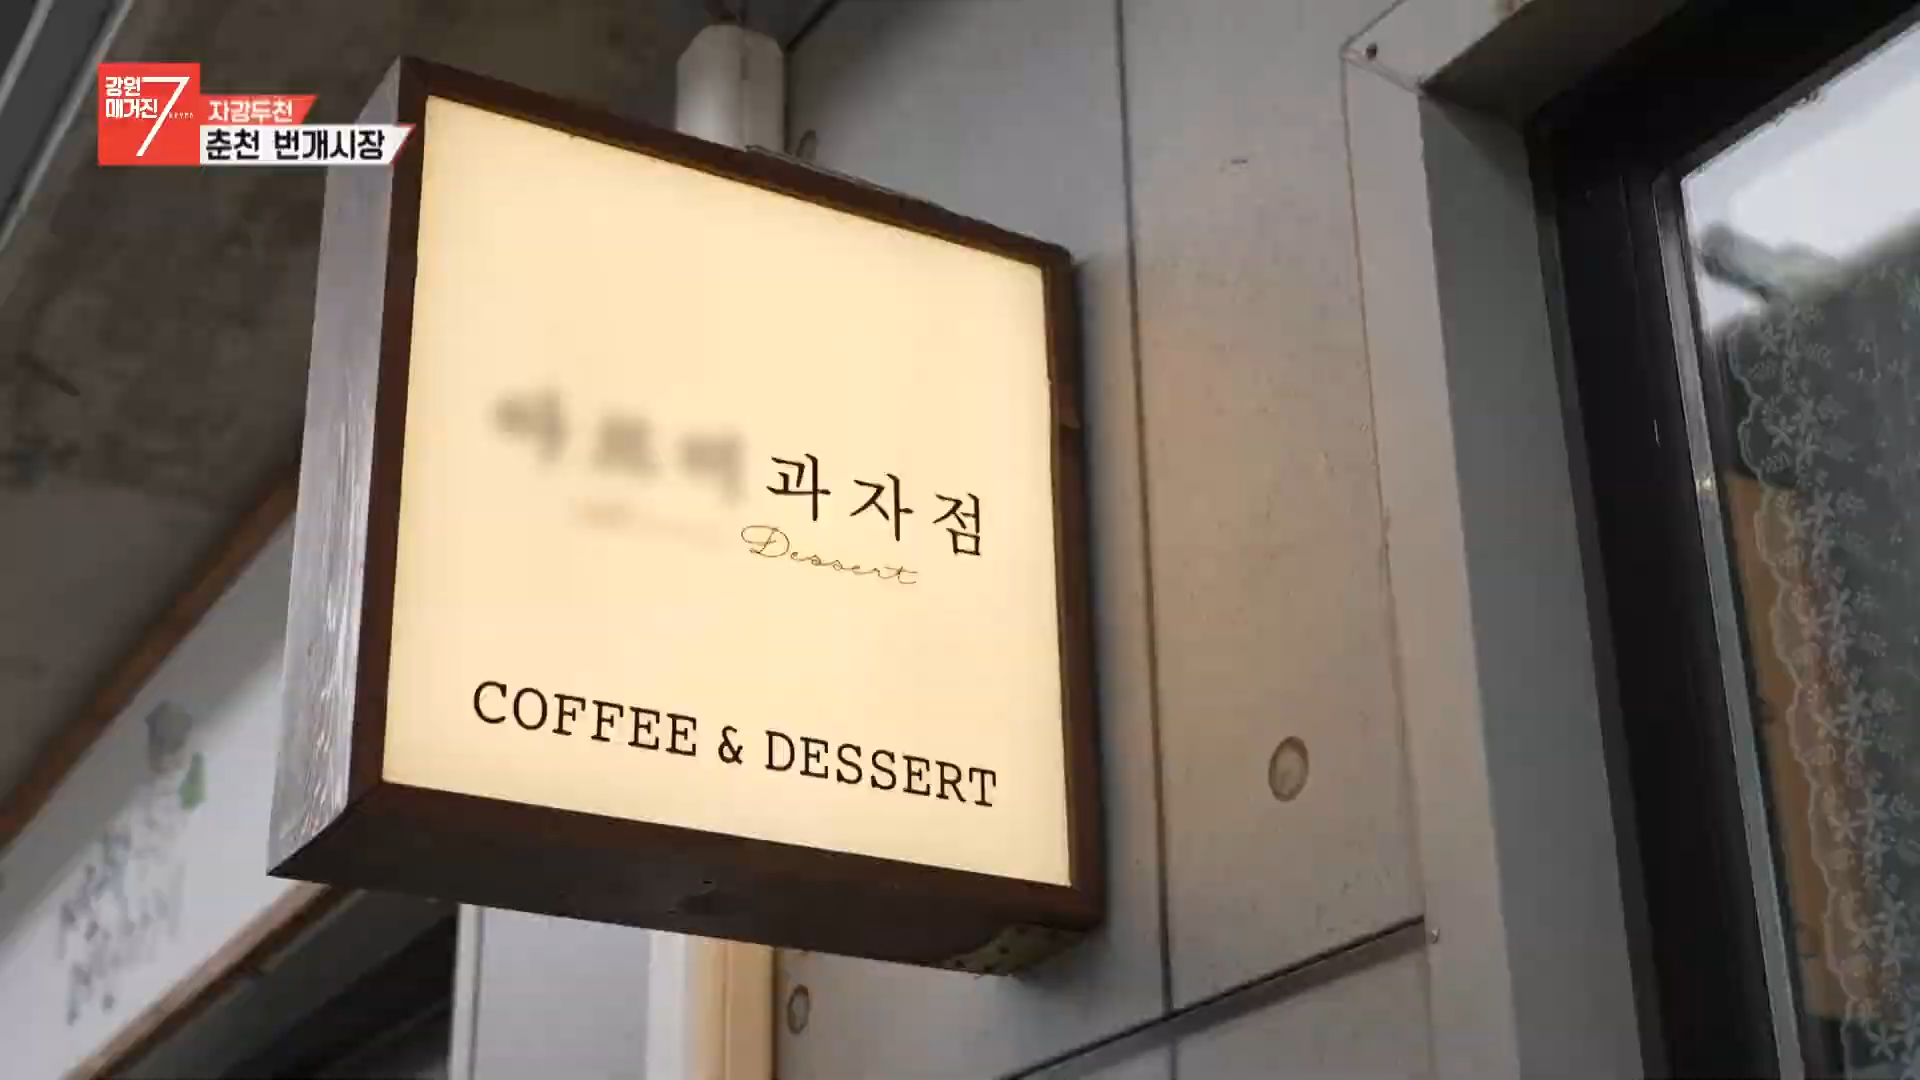 강원
매거진 7
자강두천
춘천 번개시장
과자점
Dessert
COFFEE & DESSERT